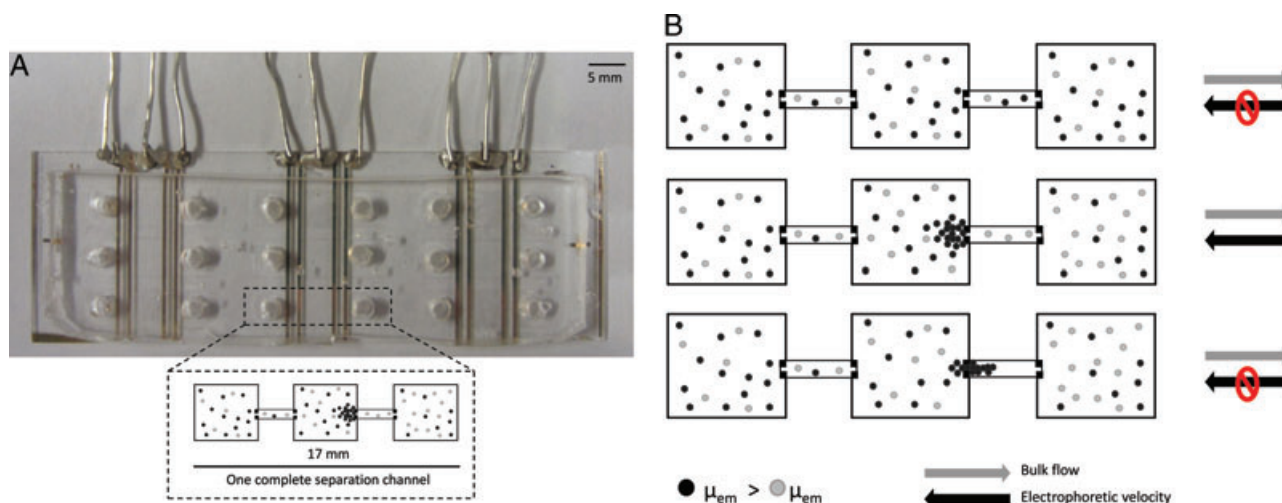 A
5 mm
17 mm
One complete separation channel
B
μem > μem
Bulk flow
Electrophoretic velocity